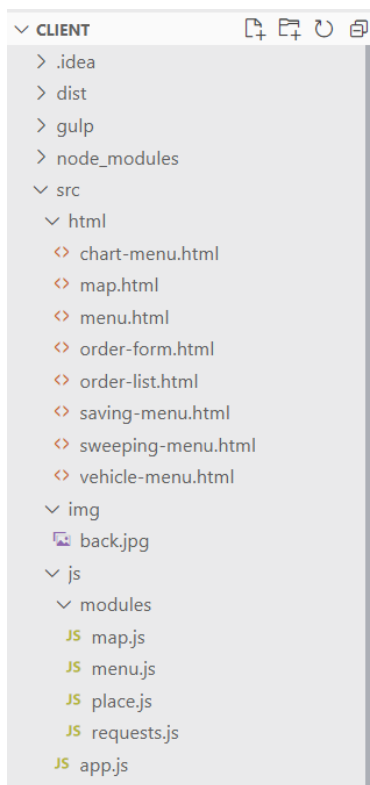 CLIENT
.idea
dist
gulp
node_modules
src
html
<> chart-menu.html
<> map.html
<> menu.html
<> order-form.html
<> order-list.html
<> saving-menu.html
<> sweeping-menu.html
<> vehicle-menu.html
img
back.jpg
js
modules
JS map.js
JS menu.js
JS place.js
JS requests.js
JS app.js